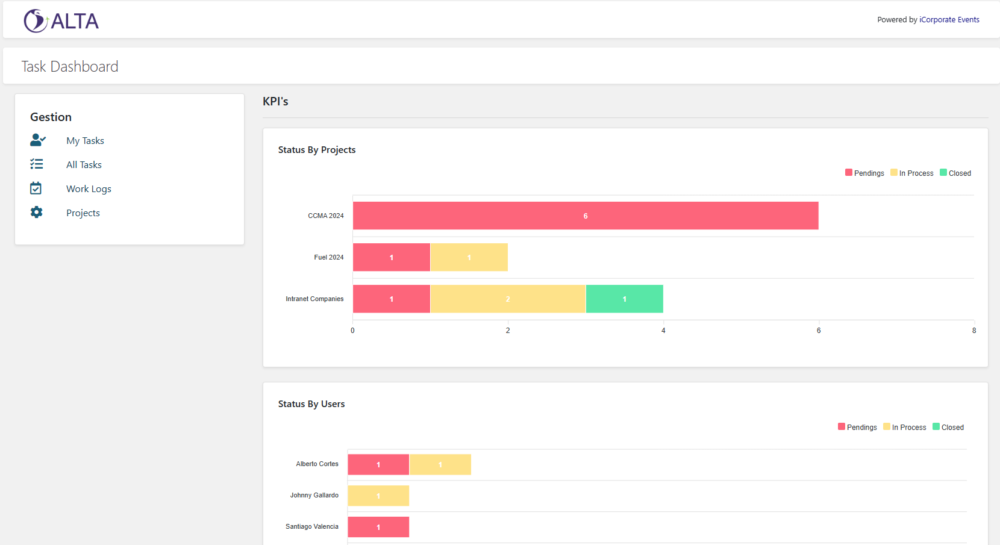 ALTA
Powered by iCorporate Events
Task Dashboard
Gestion
My Tasks
All Tasks
Work Logs
Projects
KPI's
Status By Projects
Pendings In Process Closed
CCMA 2024 6
Fuel 2024 1 1
Intranet Companies 1 2 1
0 2 4 6 8
Status By Users
Pendings In Process Closed
Alberto Cortes 1 1
Johnny Gallardo 1
Santiago Valencia 1